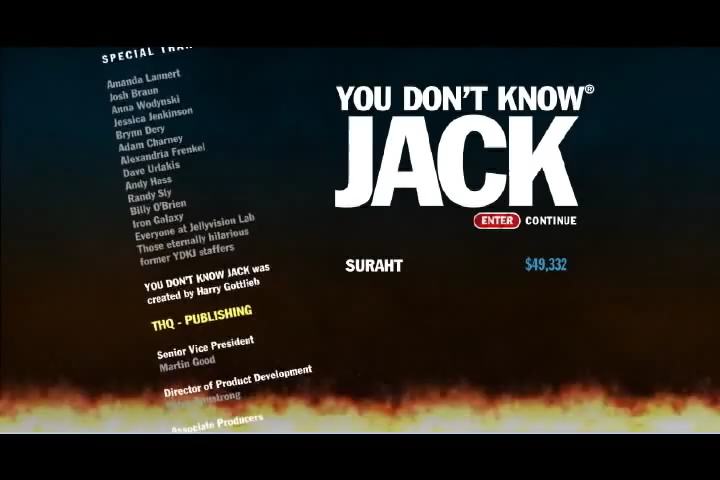 SPECIAL
Amanda Lannert
Josh Braun
Anna Wodynski
Jessica Jenkinson
Brynn Dery
Adam Charney
Alexandria Frenkel
Dave Urlakis
Andy Hass
Randy Sly
Billy O'Brien
Iron Galaxy
Everyone at Jellyvision Lab
Those eternally hilarious
former YDKJ staffers
YOU DON'T KNOW JACK was
created by Harry Gottlieb
THQ - PUBLISHING
Senior Vice President
Martin Good
Director of Product Development
Associate Producers
YOU DON'T KNOW®
JACK
ENTER CONTINUE
SURAHT $49,332